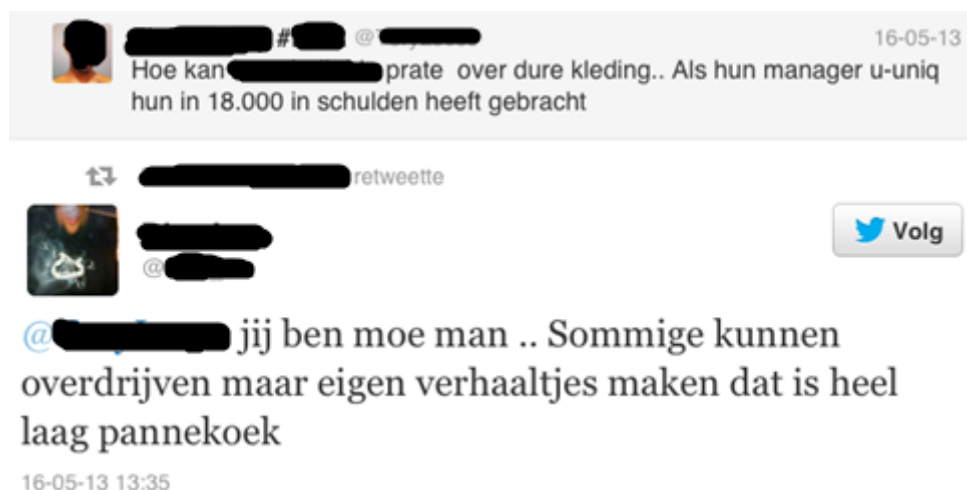 # @ 16-05-13
Hoe kan prate over dure kleding.. Als hun manager u-uniq
hun in 18.000 in schulden heeft gebracht
retweette
Volg
@
@ jij ben moe man .. Sommige kunnen
overdrijven maar eigen verhaaltjes maken dat is heel
laag pannekoek
16-05-13 13:35